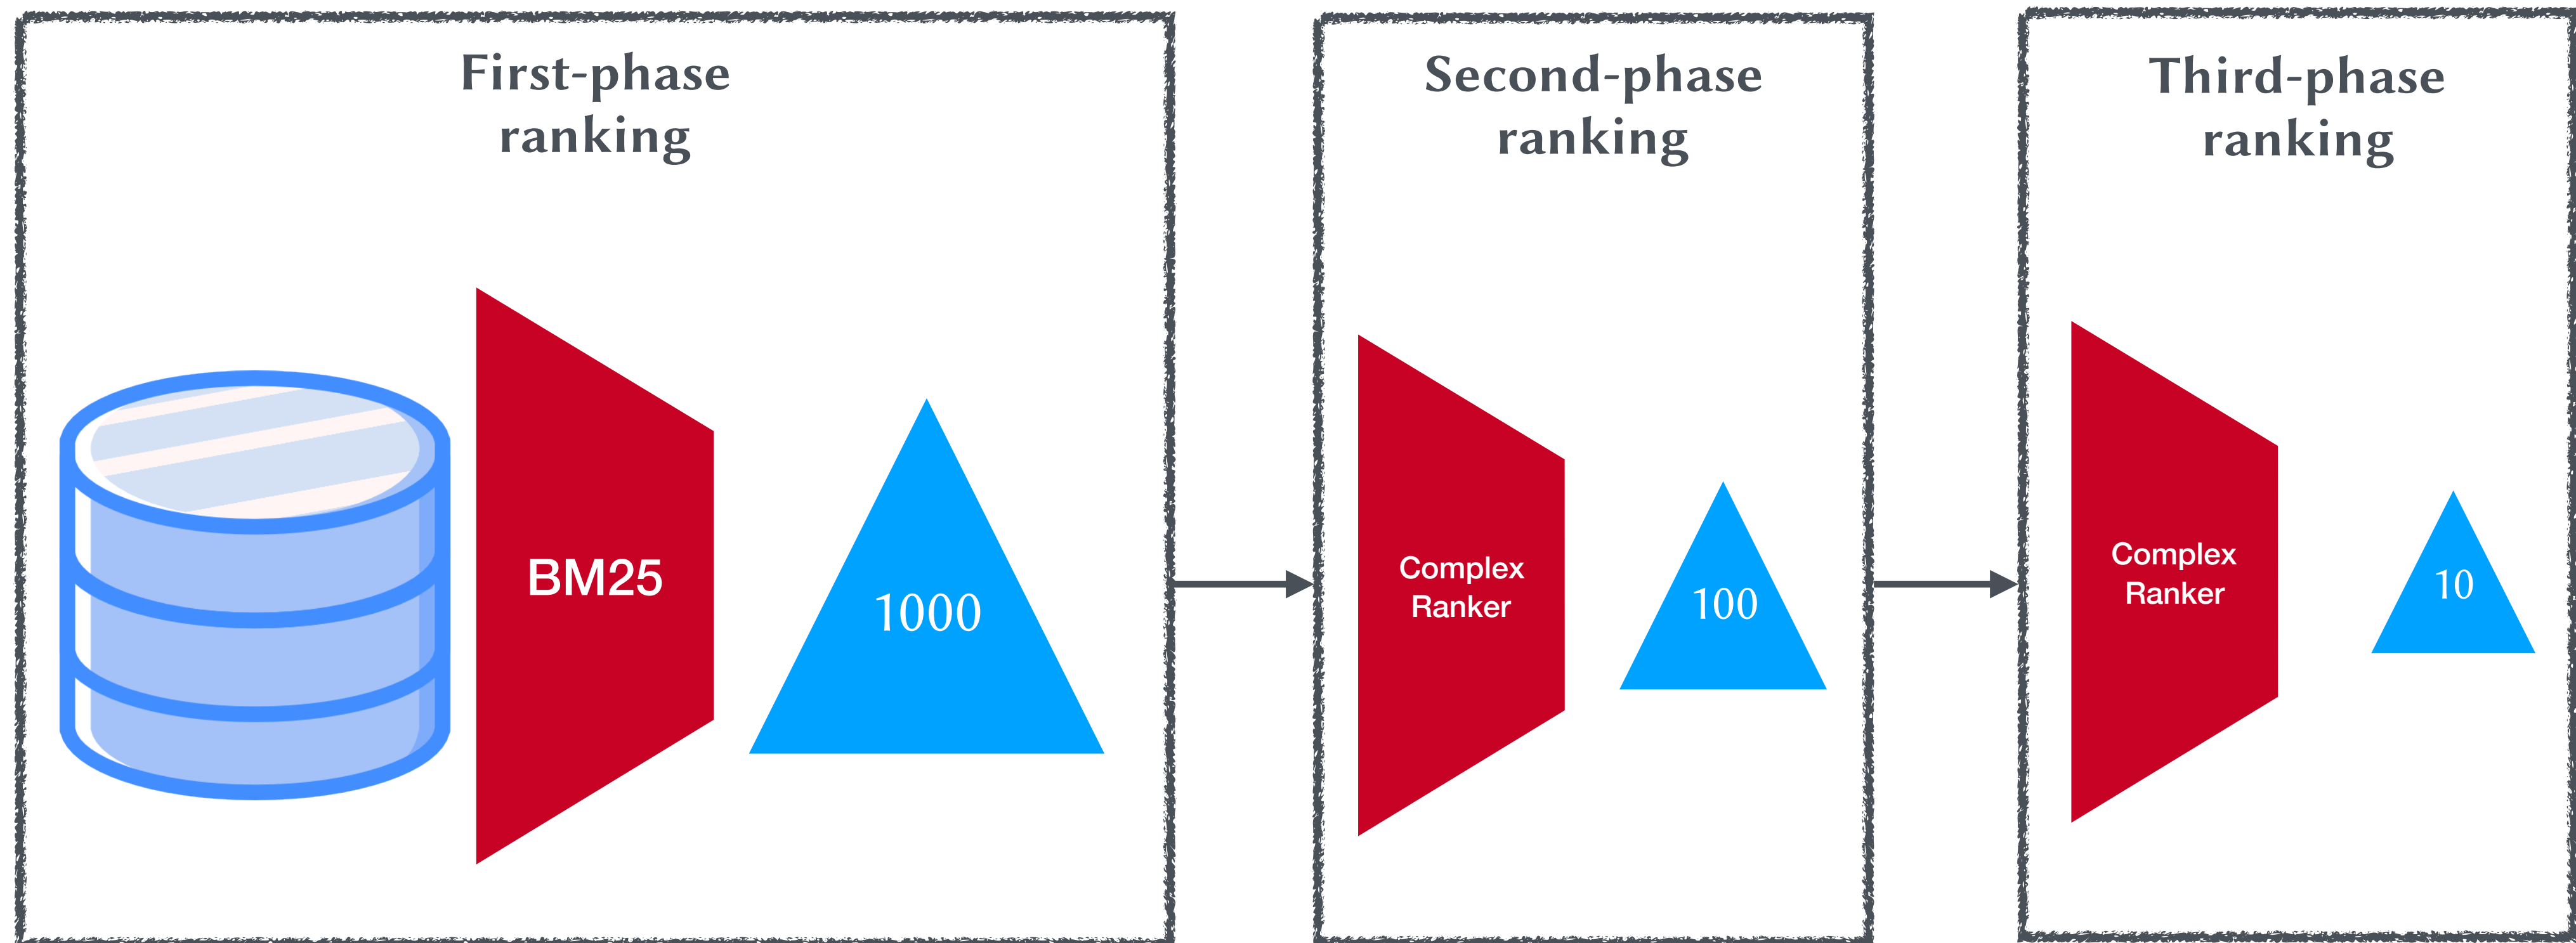 First-phase
ranking
BM25
1000
Second-phase
ranking
Complex
Ranker
100
Third-phase
ranking
Complex
Ranker
10